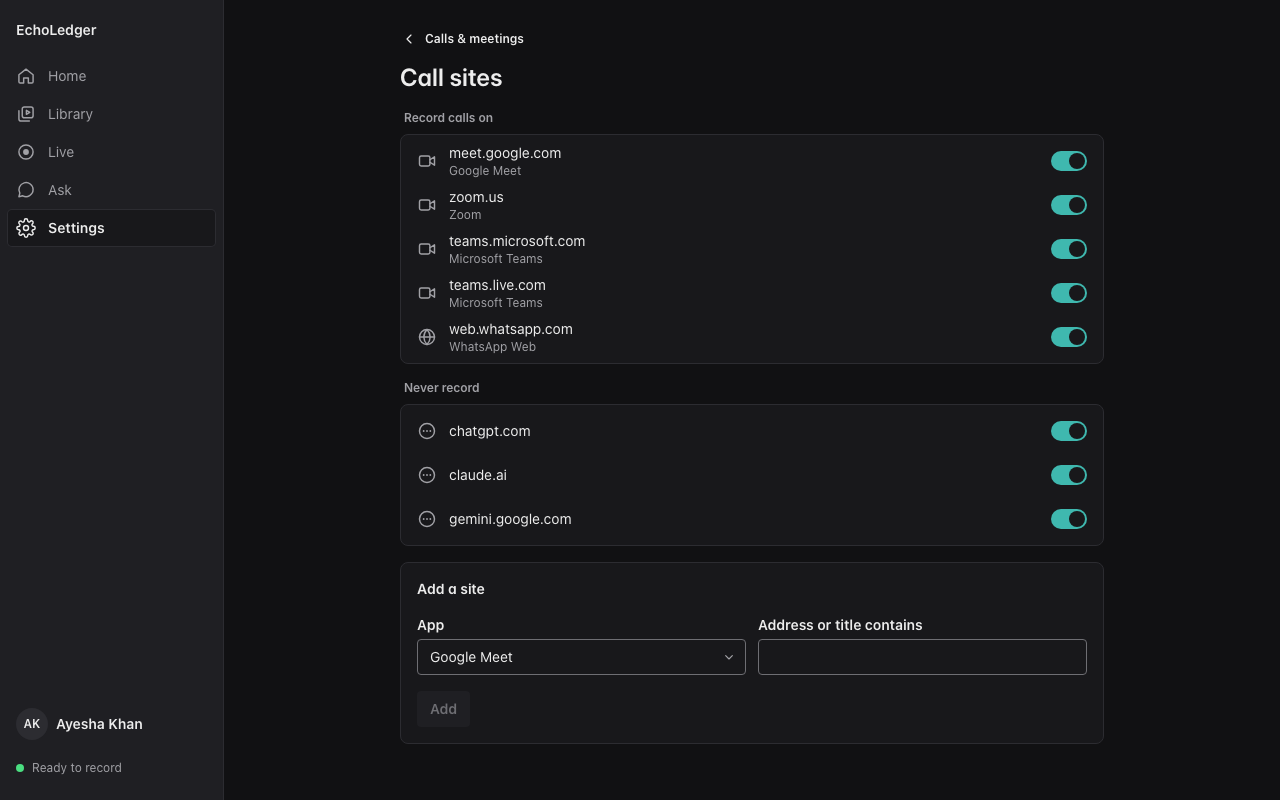 EchoLedger
Home
Library
Live
Ask
Settings
AK
Ayesha Khan
Ready to record
Calls & meetings
Call sites
Record calls on
meet.google.com
Google Meet
zoom.us
Zoom
teams.microsoft.com
Microsoft Teams
teams.live.com
Microsoft Teams
web.whatsapp.com
WhatsApp Web
Never record
chatgpt.com
claude.ai
gemini.google.com
Add a site
App
Address or title contains
Google Meet
Add